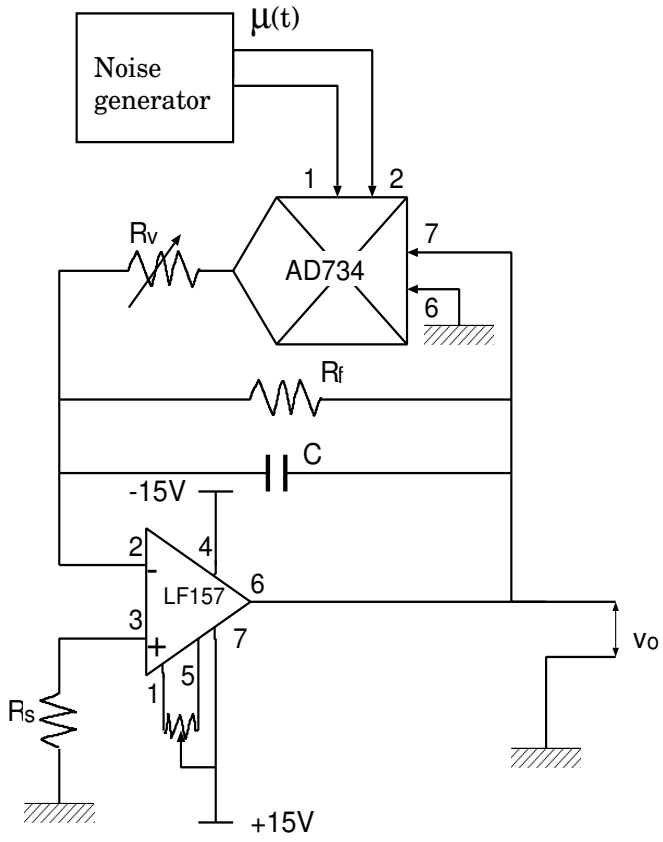 μ(t)
Noise
generator
1 2
Rv
7
AD734
6
Rf
C
-15V
2
4
-
LF157
6
3
7
+
vo
1
5
Rs
+15V